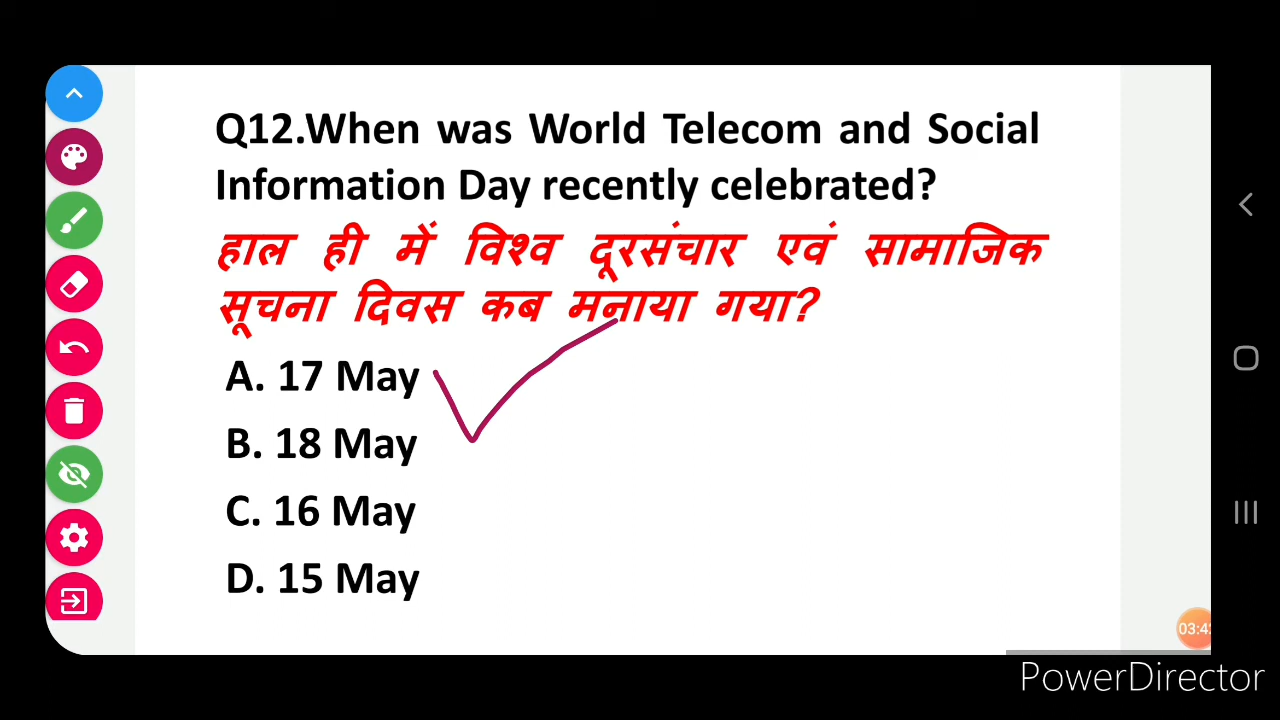 Q12.When was World Telecom and Social
Information Day recently celebrated?
हाल ही में विश्व दूरसंचार एवं सामाजिक
सूचना दिवस कब मनाया गया?
A. 17 May
B. 18 May
C. 16 May
D. 15 May
PowerDirector